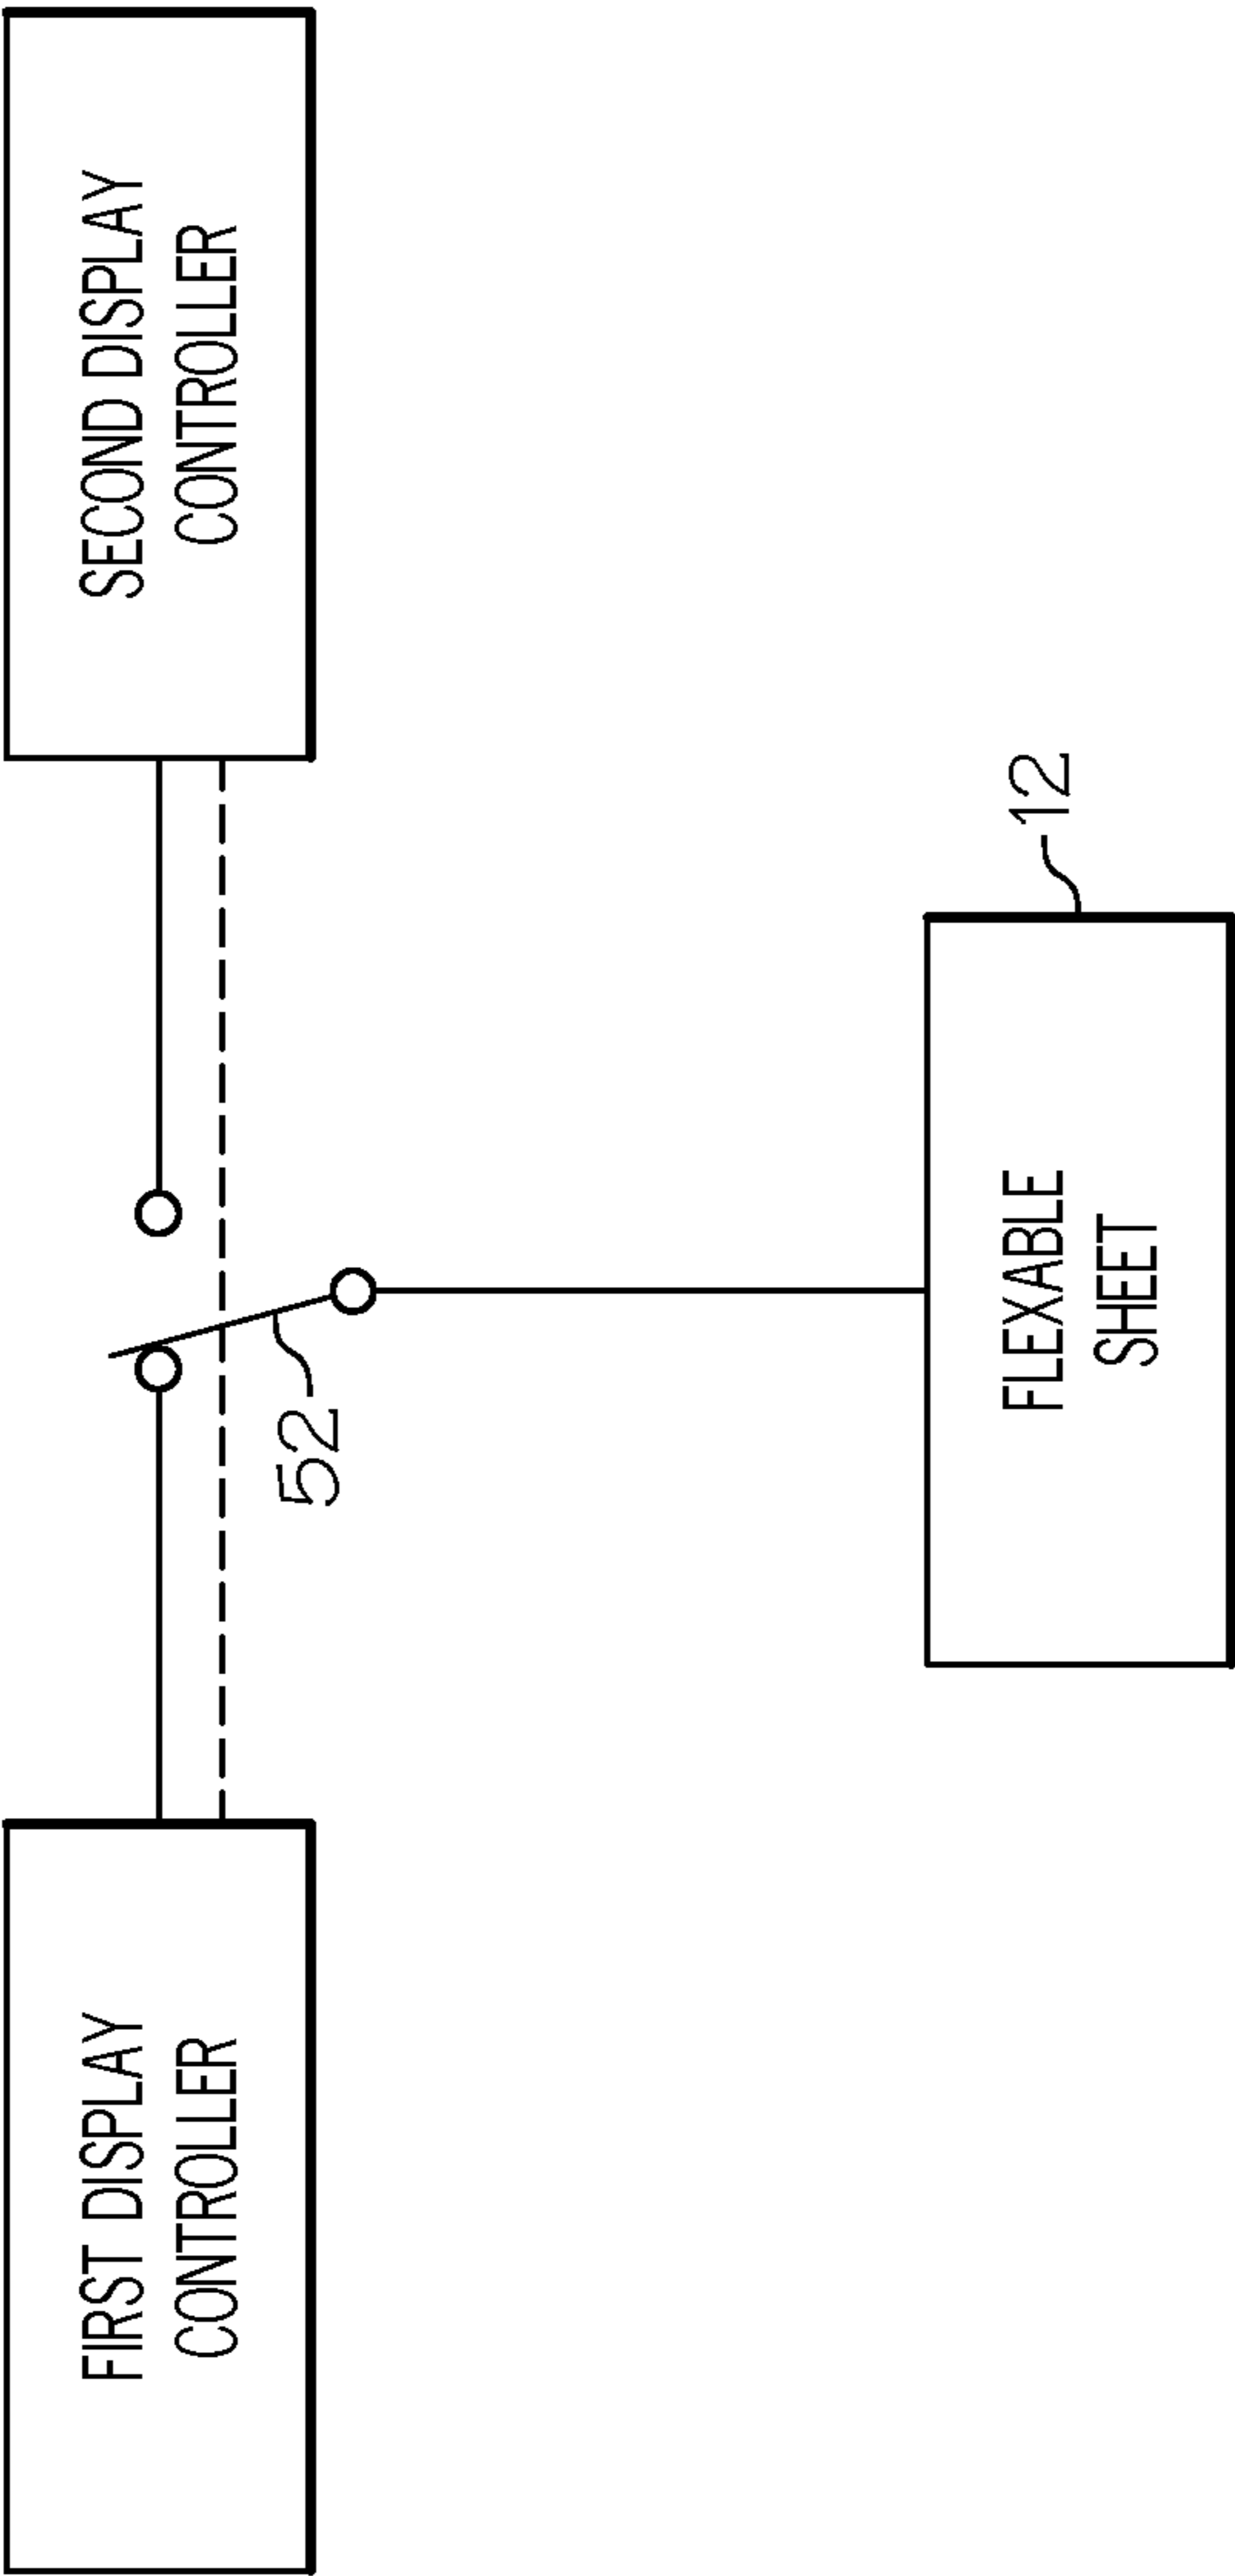 FIRST DISPLAY
CONTROLLER
SECOND DISPLAY
CONTROLLER
52
FLEXABLE
SHEET
12